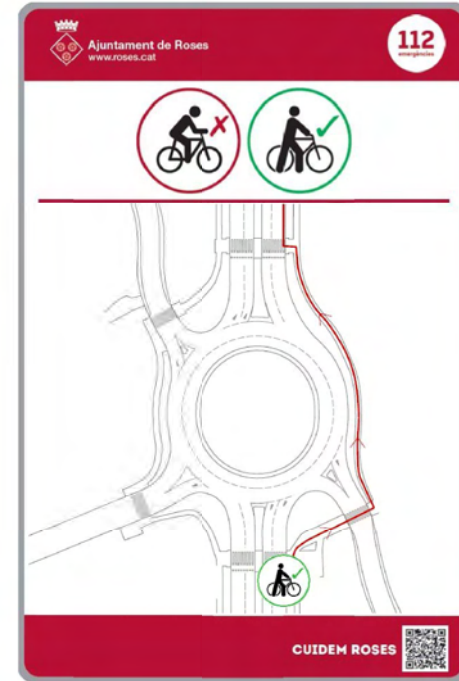 Ajuntament de Roses
www.roses.cat
112
emergències
CUIDEM ROSES